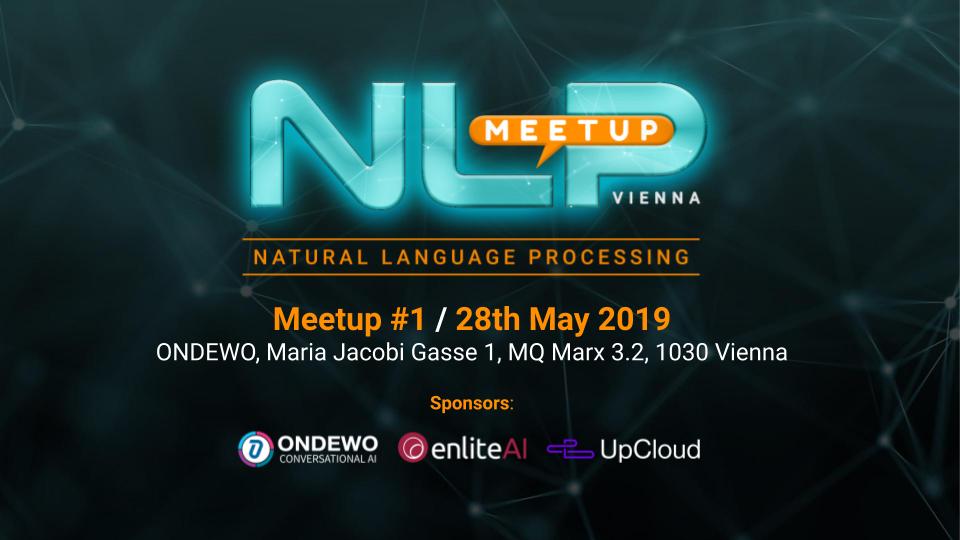 NLP
MEETUP
VIENNA
NATURAL LANGUAGE PROCESSING
Meetup #1 / 28th May 2019
ONDEWO, Maria Jacobi Gasse 1, MQ Marx 3.2, 1030 Vienna
Sponsors:
ONDEWO
CONVERSATIONAL AI
enliteAI
UpCloud